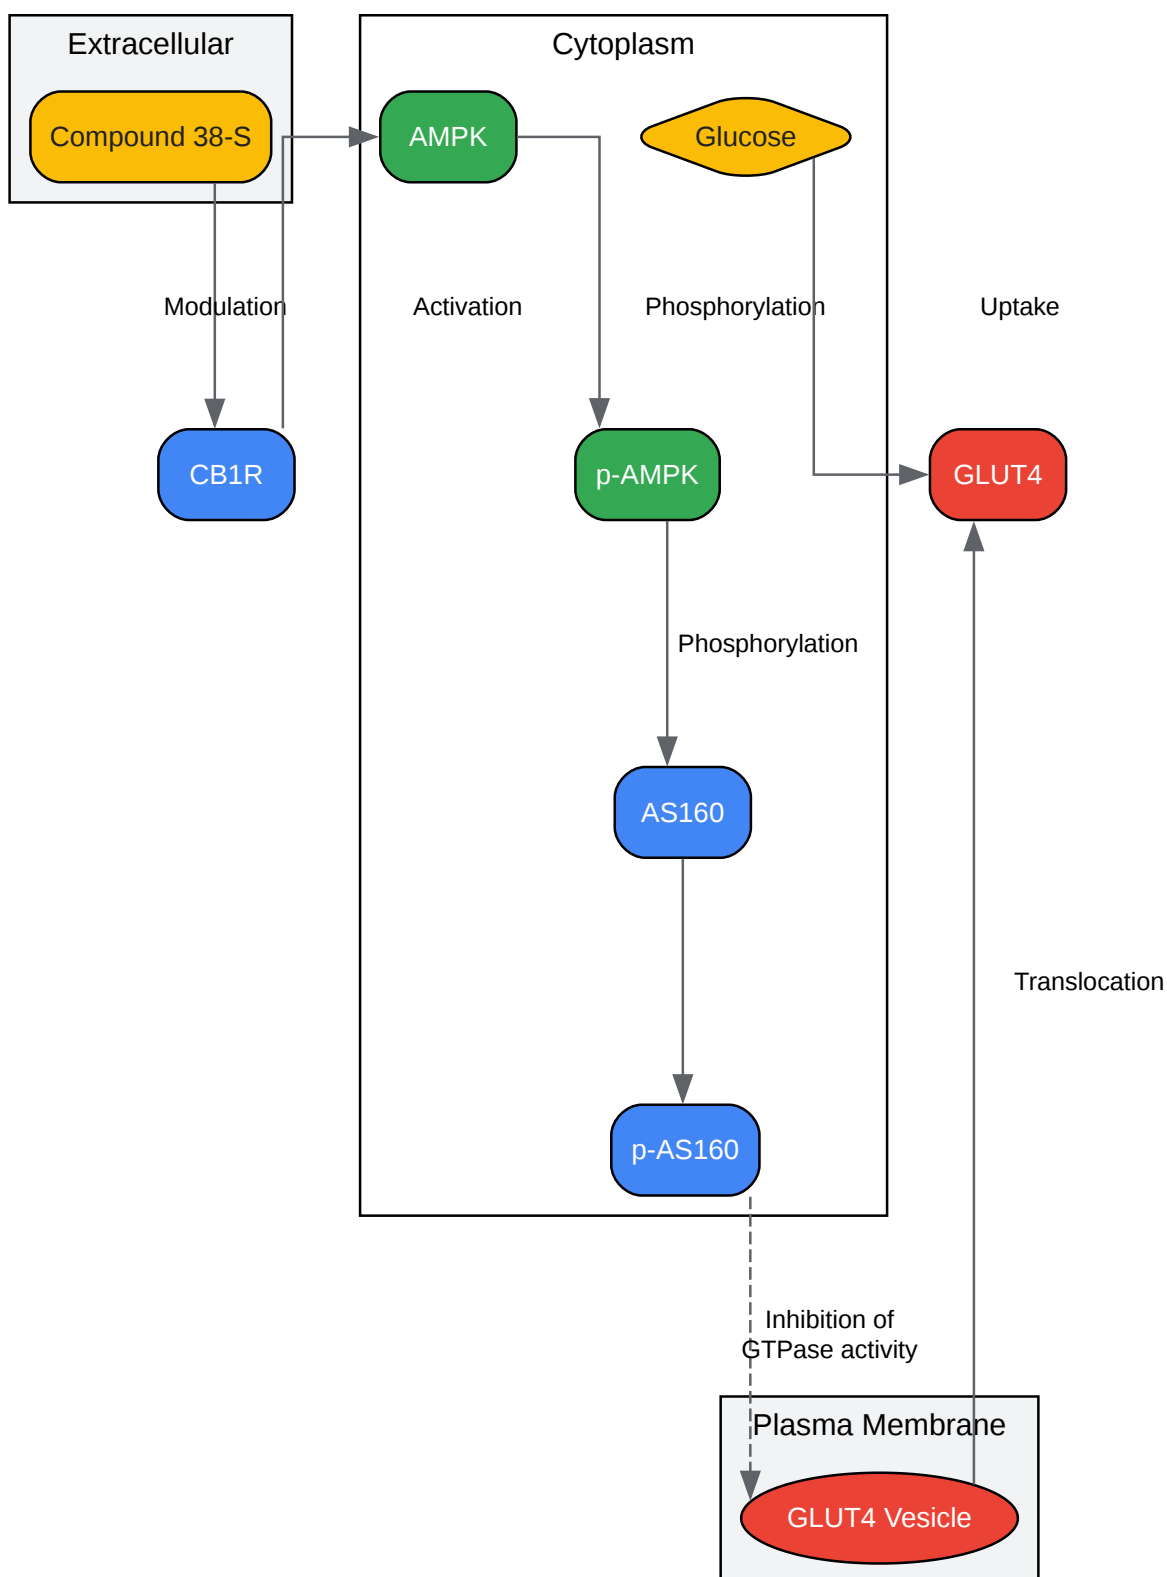 Extracellular
Cytoplasm
Compound 38-S
AMPK
Glucose
Modulation
Activation
Phosphorylation
Uptake
CB1R
p-AMPK
GLUT4
Phosphorylation
AS160
Translocation
p-AS160
Inhibition of
GTPase activity
Plasma Membrane
GLUT4 Vesicle